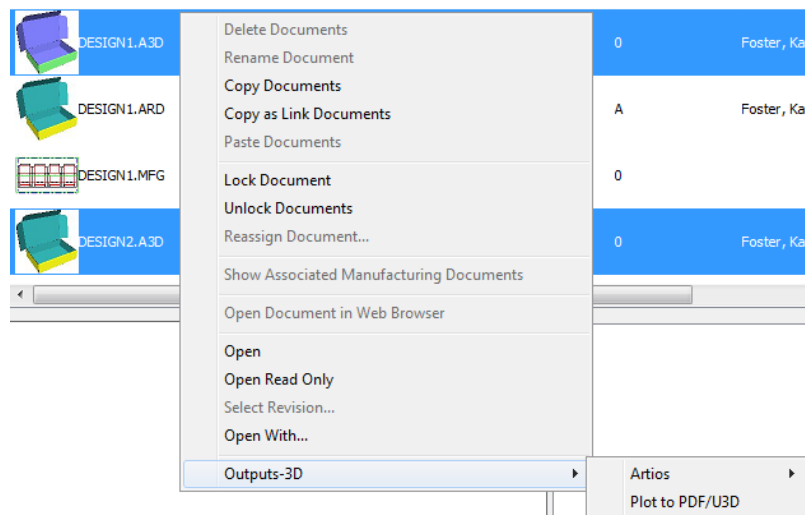 DESIGN1.A3D 0 Foster, Ka
DESIGN1.ARD A Foster, Ka
DESIGN1.MFG 0
DESIGN2.A3D 0 Foster, Ka
Delete Documents
Rename Document
Copy Documents
Copy as Link Documents
Paste Documents
Lock Document
Unlock Documents
Reassign Document...
Show Associated Manufacturing Documents
Open Document in Web Browser
Open
Open Read Only
Select Revision...
Open With...
Outputs-3D
Artios
Plot to PDF/U3D